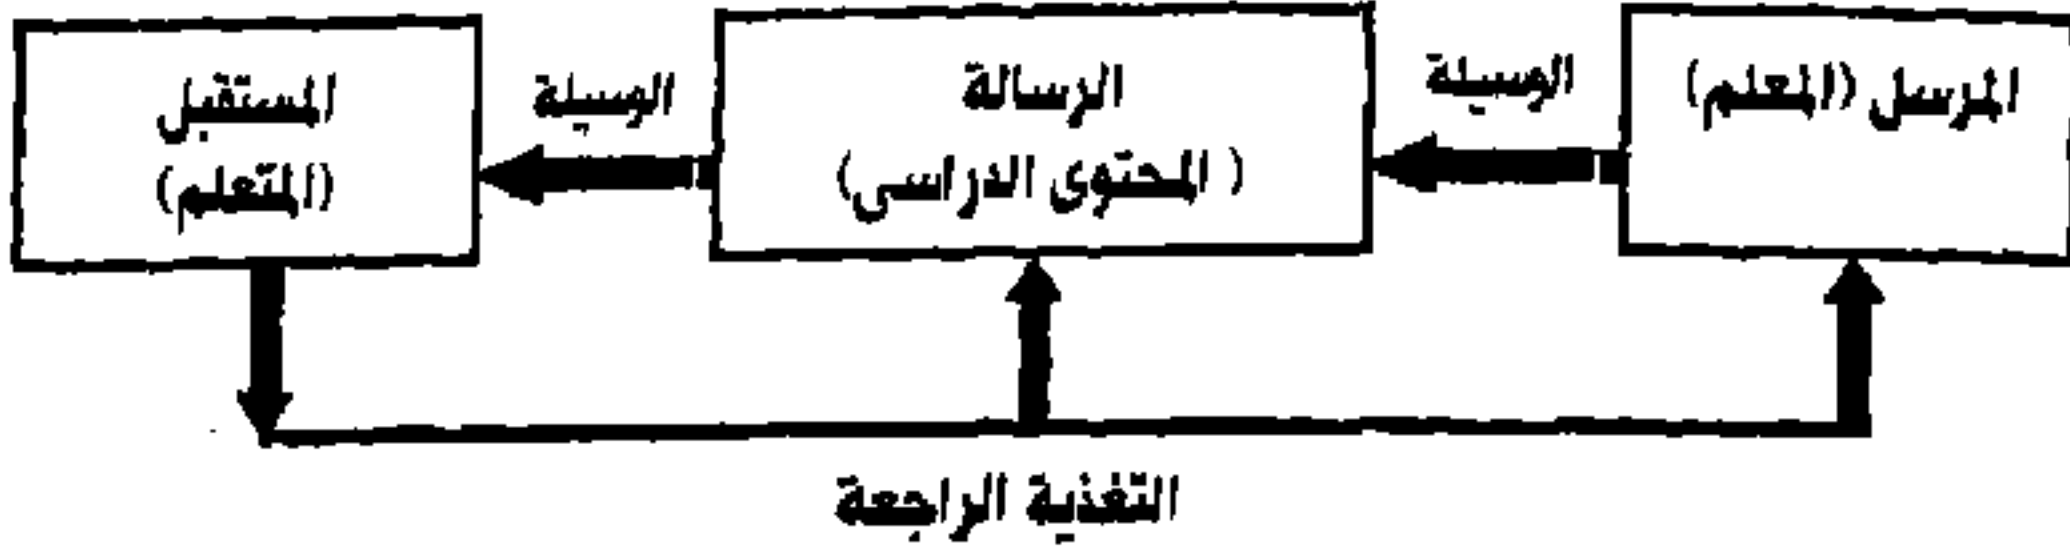 المرسل (المعلم)
الوسيلة
الرسالة
( المحتوى الدراسى)
الوسيلة
المستقبل
(المتعلم)
التغذية الراجعة